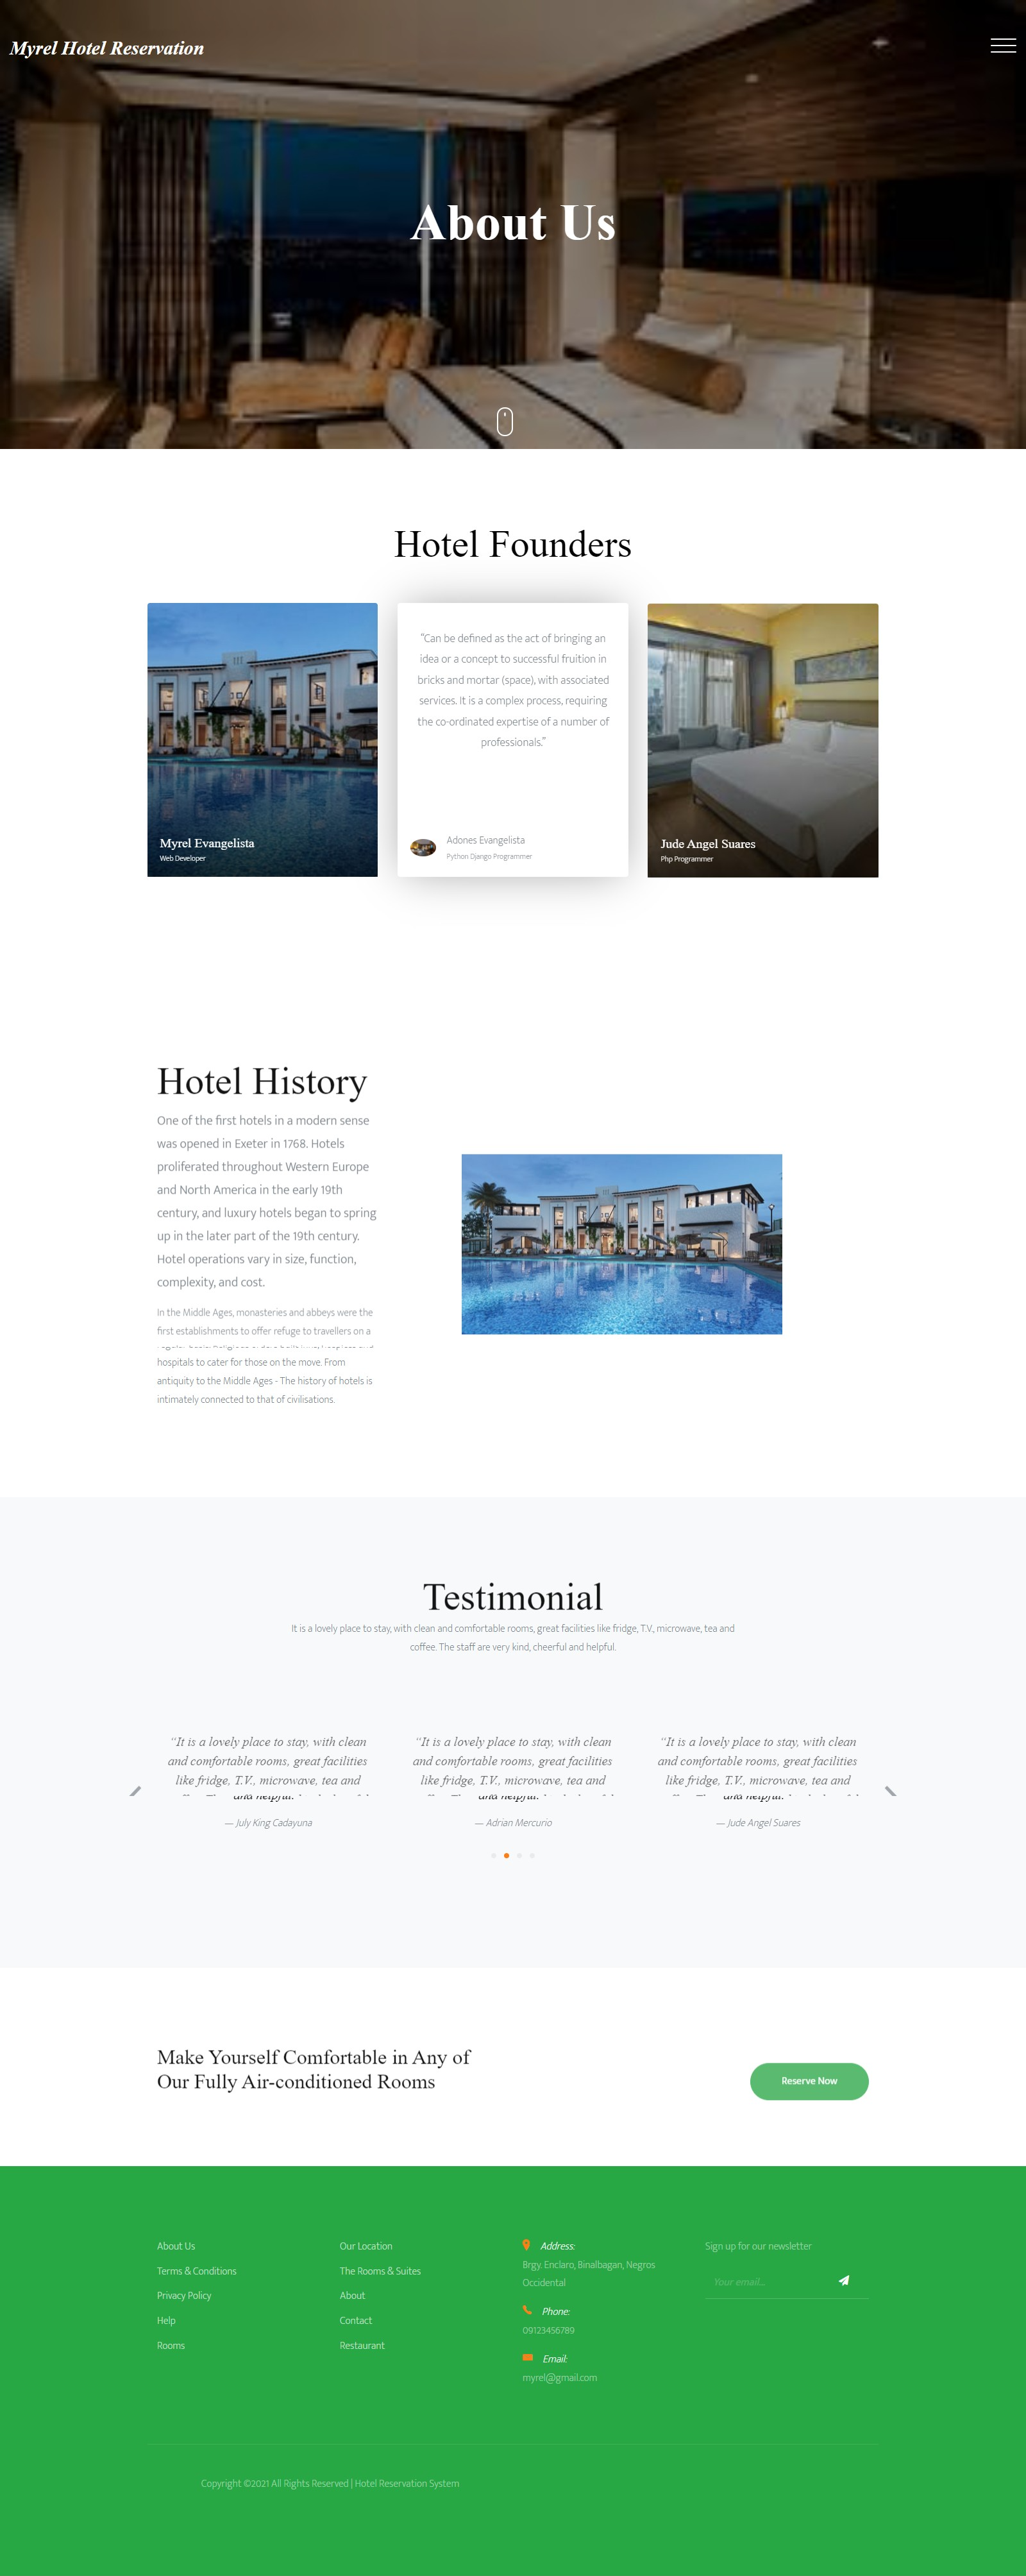 Myrel Hotel Reservation
About Us
Hotel Founders
Myrel Evangelista
Web Developer
“Can be defined as the act of bringing an
idea or a concept to successful fruition in
bricks and mortar (space), with associated
services. It is a complex process, requiring
the co-ordinated expertise of a number of
professionals.”
Adones Evangelista
Python Django Programmer
Jude Angel Suares
Php Programmer
Hotel History
One of the first hotels in a modern sense
was opened in Exeter in 1768. Hotels
proliferated throughout Western Europe
and North America in the early 19th
century, and luxury hotels began to spring
up in the later part of the 19th century.
Hotel operations vary in size, function,
complexity, and cost.
In the Middle Ages, monasteries and abbeys were the
first establishments to offer refuge to travellers on a
hospitals to cater for those on the move. From
antiquity to the Middle Ages - The history of hotels is
intimately connected to that of civilisations.
Testimonial
It is a lovely place to stay, with clean and comfortable rooms, great facilities like fridge, T.V., microwave, tea and
coffee. The staff are very kind, cheerful and helpful.
“It is a lovely place to stay, with clean
and comfortable rooms, great facilities
like fridge, T.V., microwave, tea and
and helpful.
— July King Cadayuna
“It is a lovely place to stay, with clean
and comfortable rooms, great facilities
like fridge, T.V., microwave, tea and
and helpful.
— Adrian Mercurio
“It is a lovely place to stay, with clean
and comfortable rooms, great facilities
like fridge, T.V., microwave, tea and
and helpful.
— Jude Angel Suares
Make Yourself Comfortable in Any of
Our Fully Air-conditioned Rooms
Reserve Now
About Us
Terms & Conditions
Privacy Policy
Help
Rooms
Our Location
The Rooms & Suites
About
Contact
Restaurant
Address:
Brgy. Enclaro, Binalbagan, Negros
Occidental
Phone:
09123456789
Email:
myrel@gmail.com
Sign up for our newsletter
Your email...
Copyright ©2021 All Rights Reserved | Hotel Reservation System